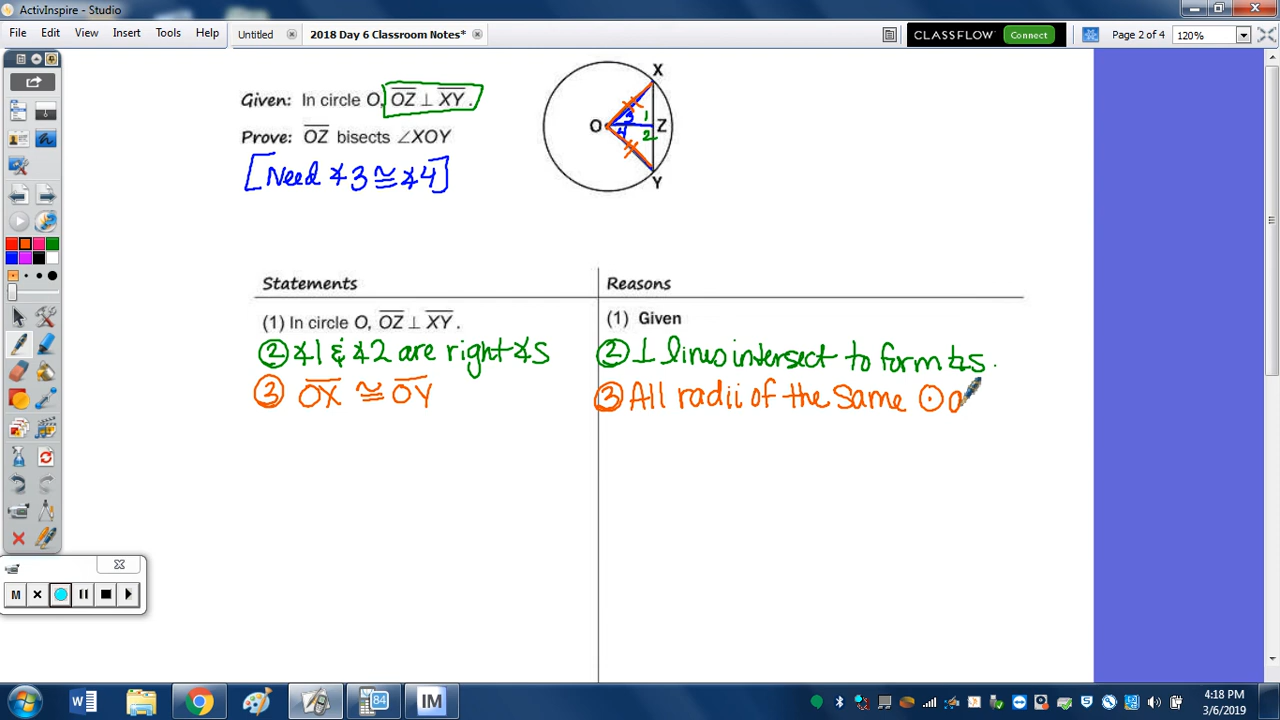 ActivInspire - Studio
File Edit View Insert Tools Help
Untitled
2018 Day 6 Classroom Notes*
CLASSFLOW Connect
Page 2 of 4
120%
Given: In circle O, OZ ⊥ XY.
Prove: OZ bisects ∠XOY
[Need ∡3 ≅ ∡4]
X
O
3 1
4 2
Z
Y
Statements
Reasons
(1) In circle O, OZ ⊥ XY.
(1) Given
② ∡1 & ∡2 are right ∡s
② ⊥ lines intersect to form ⊾s.
③ OX ≅ OY
③ All radii of the same ⊙ a
M
84
IM
4:18 PM
3/6/2019